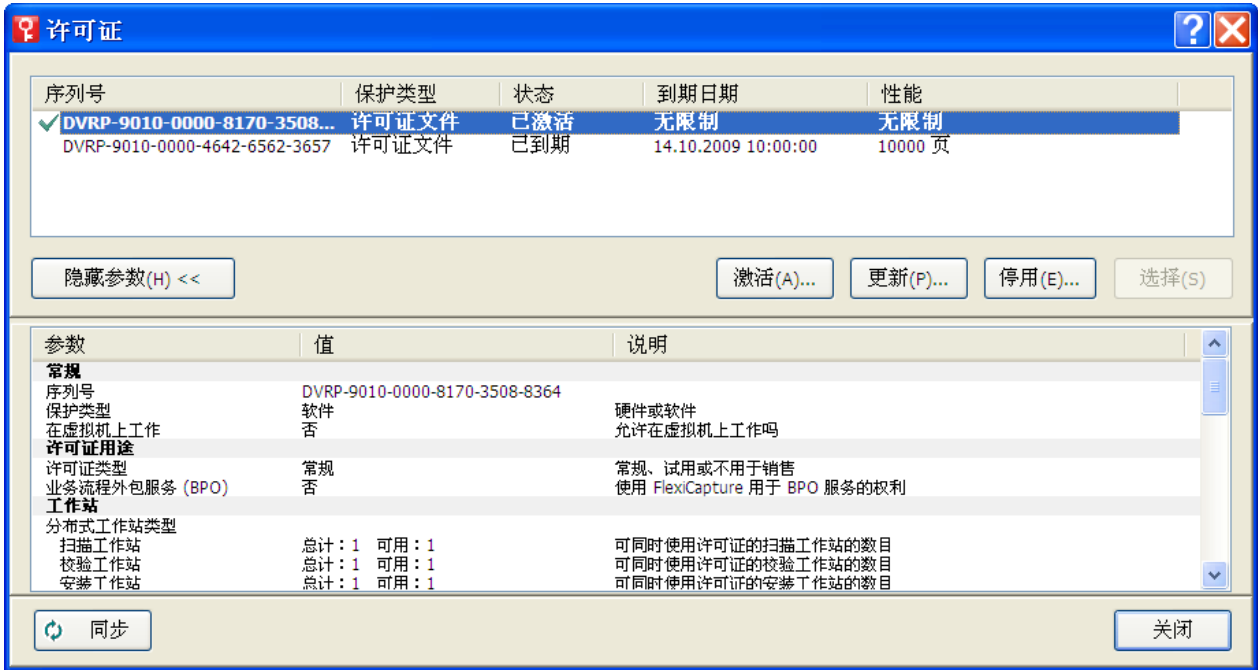 许可证
序列号 保护类型 状态 到期日期 性能
DVRP-9010-0000-8170-3508... 许可证文件 已激活 无限制 无限制
DVRP-9010-0000-4642-6562-3657 许可证文件 已到期 14.10.2009 10:00:00 10000 页
隐藏参数(H) << 激活(A)... 更新(P)... 停用(E)... 选择(S)
参数 值 说明
常规
序列号 DVRP-9010-0000-8170-3508-8364
保护类型 软件 硬件或软件
在虚拟机上工作 否 允许在虚拟机上工作吗
许可证用途
许可证类型 常规 常规、试用或不用于销售
业务流程外包服务 (BPO) 否 使用 FlexiCapture 用于 BPO 服务的权利
工作站
分布式工作站类型
扫描工作站 总计：1 可用：1 可同时使用许可证的扫描工作站的数目
校验工作站 总计：1 可用：1 可同时使用许可证的校验工作站的数目
安装工作站 总计：1 可用：1 可同时使用许可证的安装工作站的数目
同步 关闭